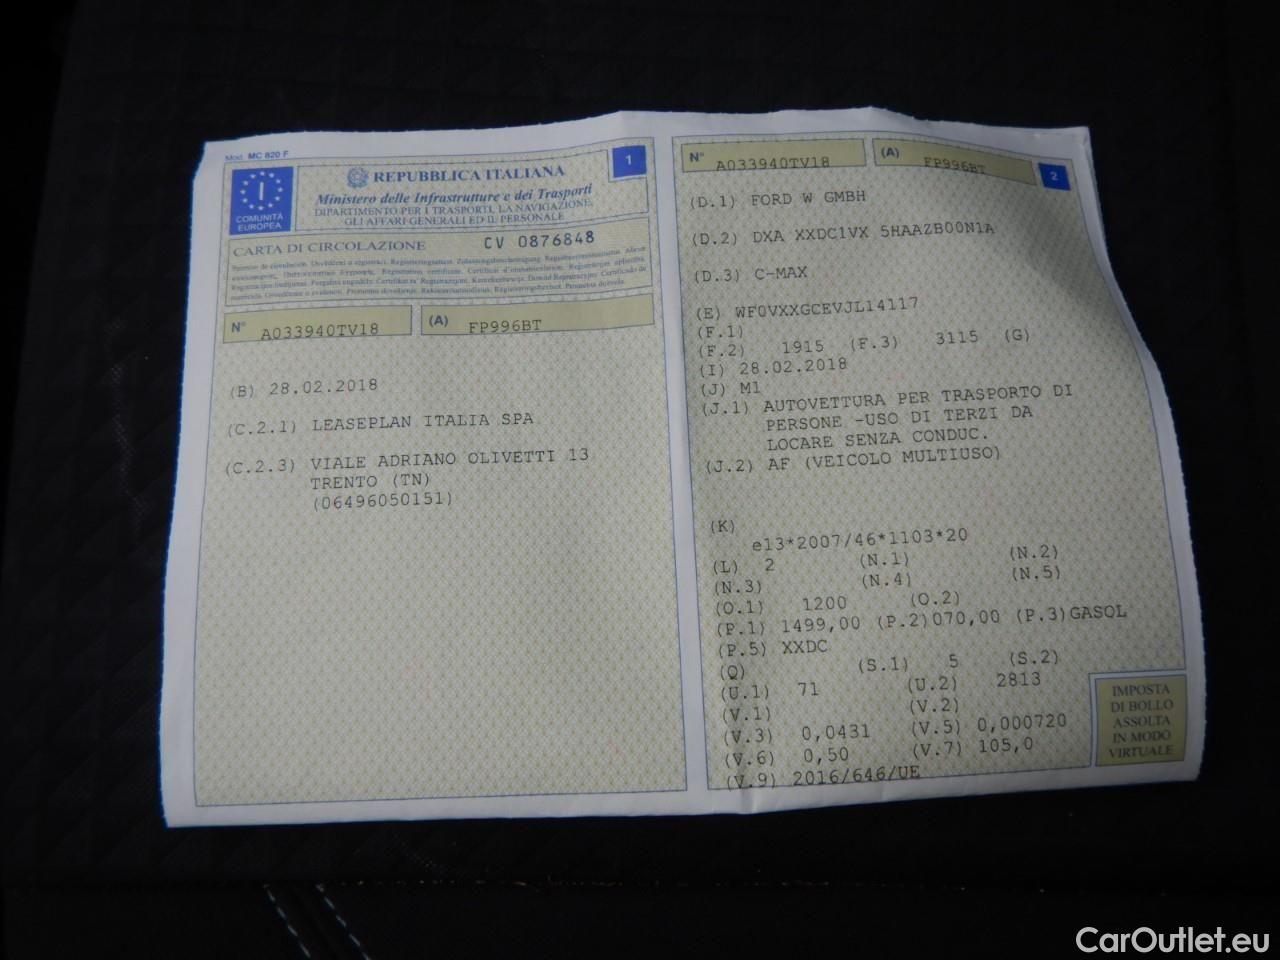 Mod. MC 820 F
1
I
COMUNITÀ
EUROPEA
REPUBBLICA ITALIANA
Ministero delle Infrastrutture e dei Trasporti
DIPARTIMENTO PER I TRASPORTI, LA NAVIGAZIONE,
GLI AFFARI GENERALI ED IL PERSONALE
CARTA DI CIRCOLAZIONE CV 0876848
N° A033940TV18 (A) FP996BT
(B) 28.02.2018
(C.2.1) LEASEPLAN ITALIA SPA
(C.2.3) VIALE ADRIANO OLIVETTI 13
TRENTO (TN)
(06496050151)
N° A033940TV18 (A) FP996BT
2
(D.1) FORD W GMBH
(D.2) DXA XXDC1VX 5HAAZB00N1A
(D.3) C-MAX
(E) WF0VXXGCEVJL14117
(F.1)
(F.2) 1915 (F.3) 3115 (G)
(I) 28.02.2018
(J) M1
(J.1) AUTOVETTURA PER TRASPORTO DI
PERSONE -USO DI TERZI DA
LOCARE SENZA CONDUC.
(J.2) AF (VEICOLO MULTIUSO)
(K)
e13*2007/46*1103*20
(L) 2 (N.1) (N.2)
(N.3) (N.4) (N.5)
(O.1) 1200 (O.2)
(P.1) 1499,00 (P.2)070,00 (P.3)GASOL
(P.5) XXDC
(Q) (S.1) 5 (S.2)
(U.1) 71 (U.2) 2813
(V.1) (V.2)
(V.3) 0,0431 (V.5) 0,000720
(V.6) 0,50 (V.7) 105,0
(V.9) 2016/646/UE
IMPOSTA
DI BOLLO
ASSOLTA
IN MODO
VIRTUALE
CarOutlet.eu